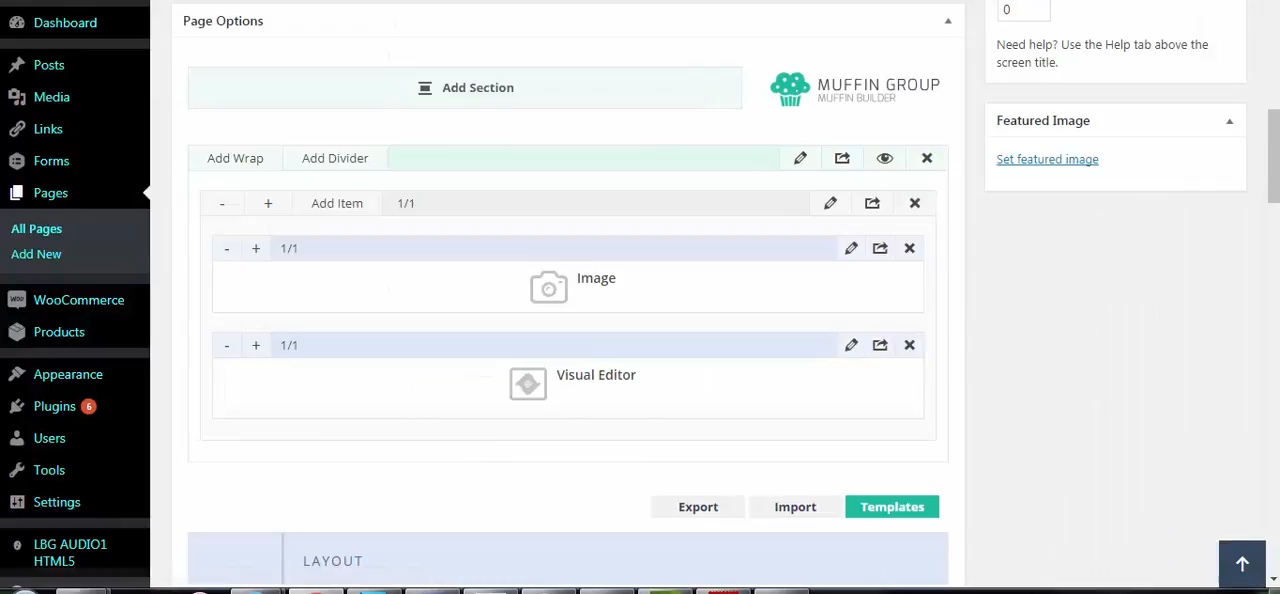 Dashboard
Posts
Media
Links
Forms
Pages
All Pages
Add New
WOO
WooCommerce
Products
Appearance
Plugins 6
Users
Tools
Settings
LBG AUDIO1
HTML5
Page Options
Add Section
MUFFIN GROUP
MUFFIN BUILDER
Add Wrap
Add Divider
- + Add Item 1/1
- + 1/1
Image
- + 1/1
Visual Editor
Export
Import
Templates
LAYOUT
0
Need help? Use the Help tab above the
screen title.
Featured Image
Set featured image